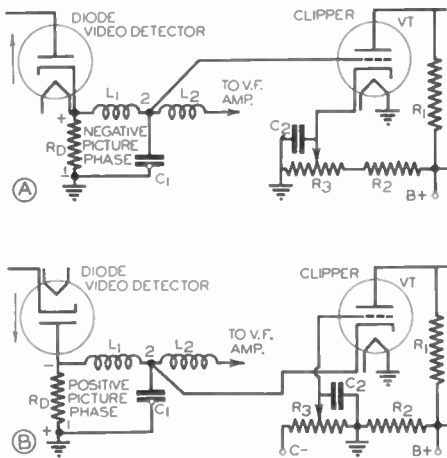 DIODE
VIDEO DETECTOR
CLIPPER
VT
L1
2
L2
TO V.F.
AMP.
+
RD
NEGATIVE
PICTURE
PHASE
C1
1
C2
R1
R3
R2
B+
A
DIODE
VIDEO DETECTOR
CLIPPER
VT
L1
2
L2
TO V.F.
AMP.
-
RD
POSITIVE
PICTURE
PHASE
C1
+
1
C2
R1
R3
R2
C-
B+
B